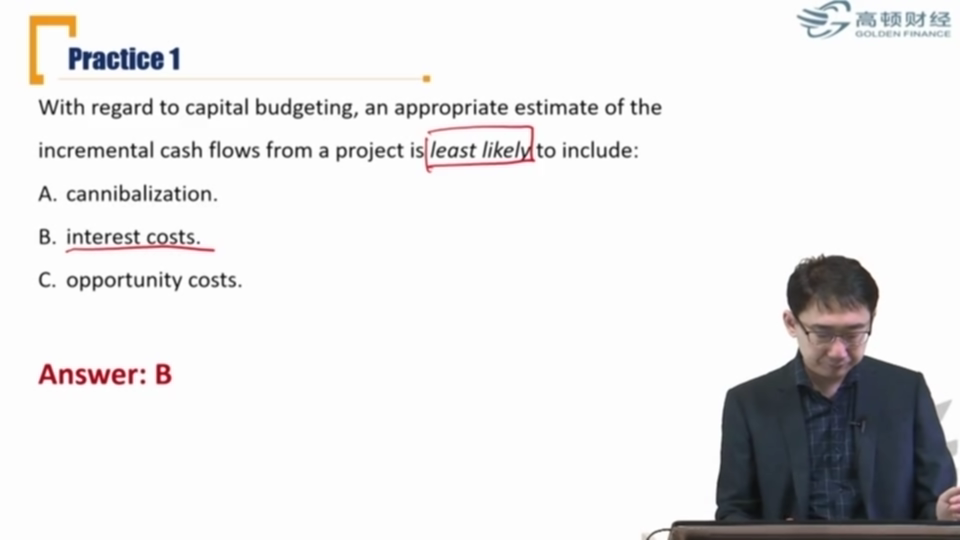 高顿财经
GOLDEN FINANCE
Practice 1
With regard to capital budgeting, an appropriate estimate of the
incremental cash flows from a project is least likely to include:
A. cannibalization.
B. interest costs.
C. opportunity costs.
Answer: B